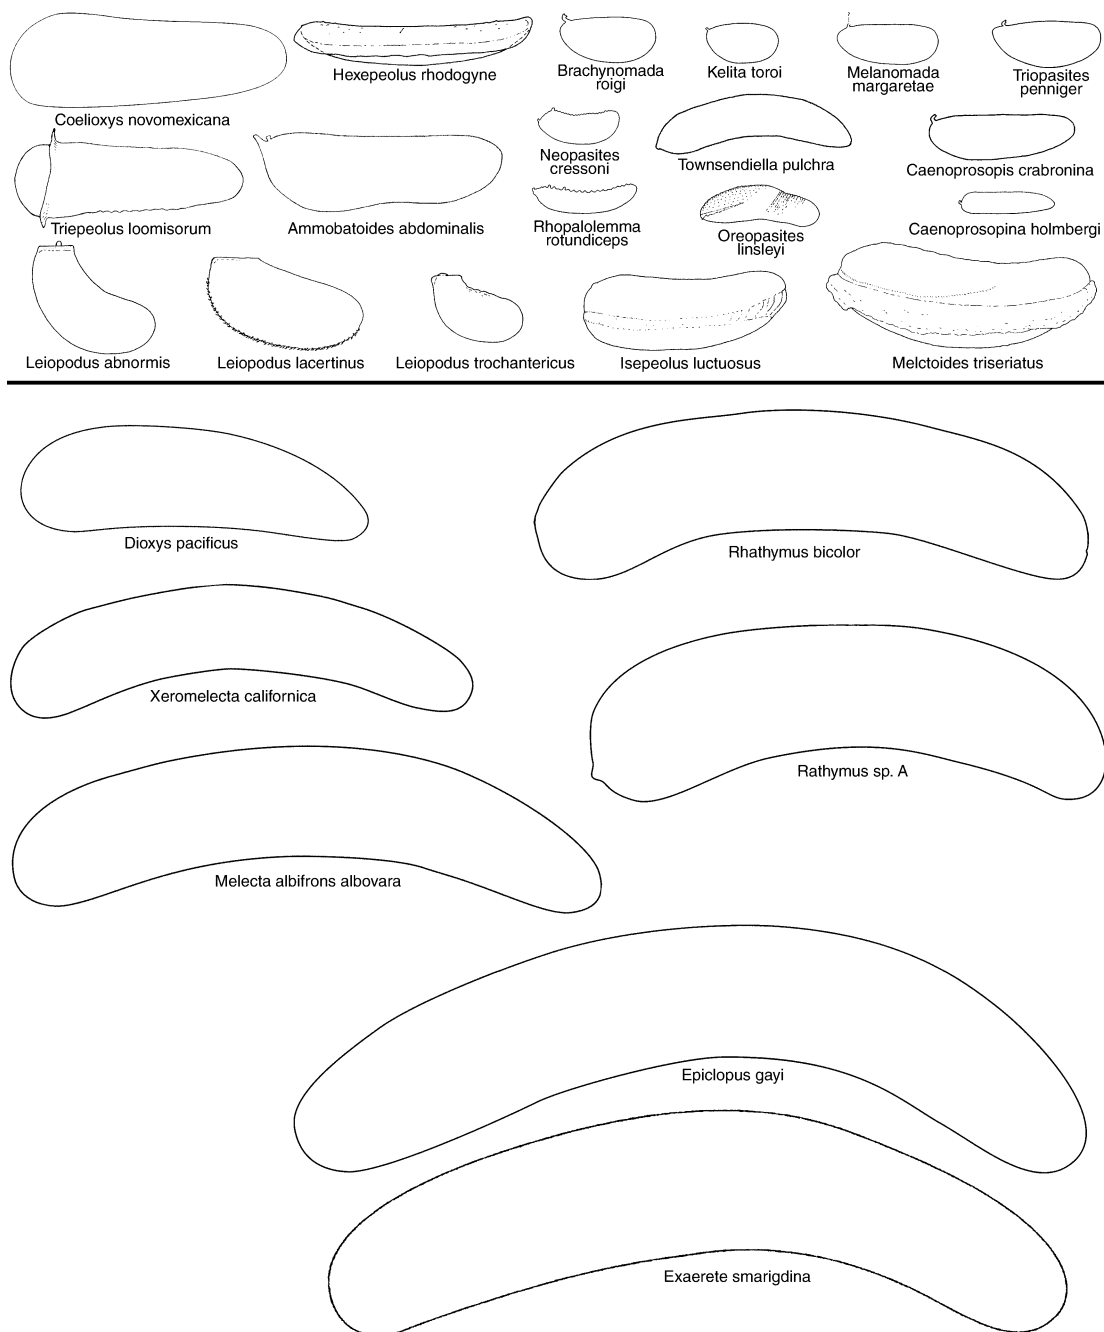 Hexepeolus rhodogyne
Brachynomada
roigi
Kelita toroi
Melanomada
margaretae
Triopasites
penniger
Coelioxys novomexicana
Neopasites
cressoni
Townsendiella pulchra
Caenoprosopis crabronina
Triepeolus loomisorum
Ammobatoides abdominalis
Rhopalolemma
rotundiceps
Oreopasites
linsleyi
Caenoprosopina holmbergi
Leiopodus abnormis
Leiopodus lacertinus
Leiopodus trochantericus
Isepeolus luctuosus
Melctoides triseriatus
Dioxys pacificus
Rhathymus bicolor
Xeromelecta californica
Rathymus sp. A
Melecta albifrons albovara
Epiclopus gayi
Exaerete smarigdina